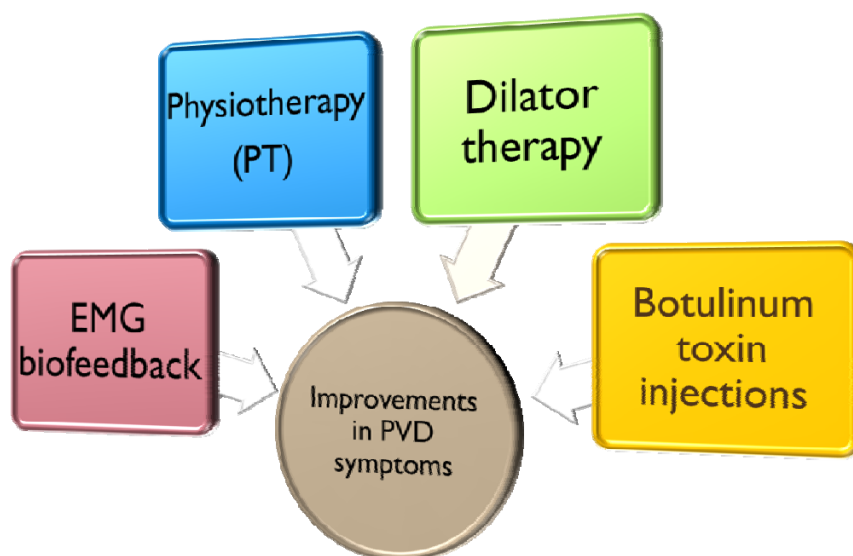 Physiotherapy
(PT)
Dilator
therapy
EMG
biofeedback
Botulinum
toxin
injections
Improvements
in PVD
symptoms